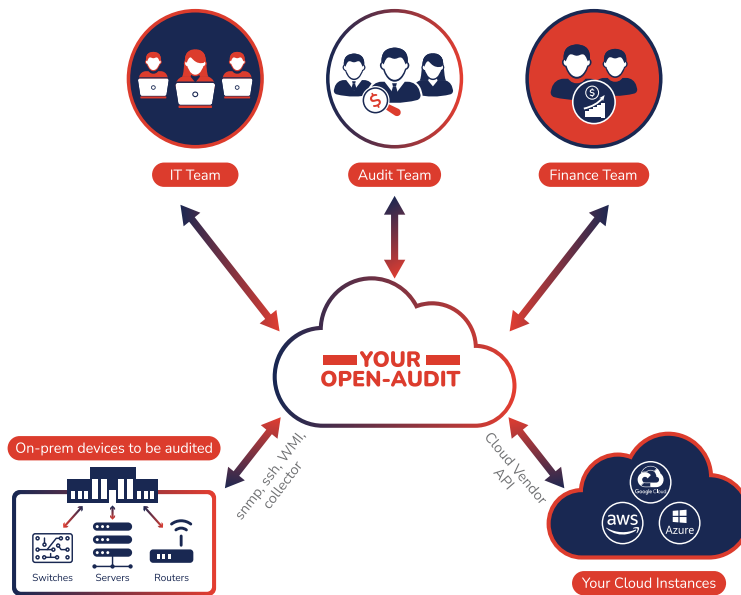 IT Team
Audit Team
Finance Team
YOUR
OPEN-AUDIT
On-prem devices to be audited
snmp, ssh, WMI,
collector
Cloud Vendor
API
Google Cloud
aws
Azure
Switches
Servers
Routers
Your Cloud Instances